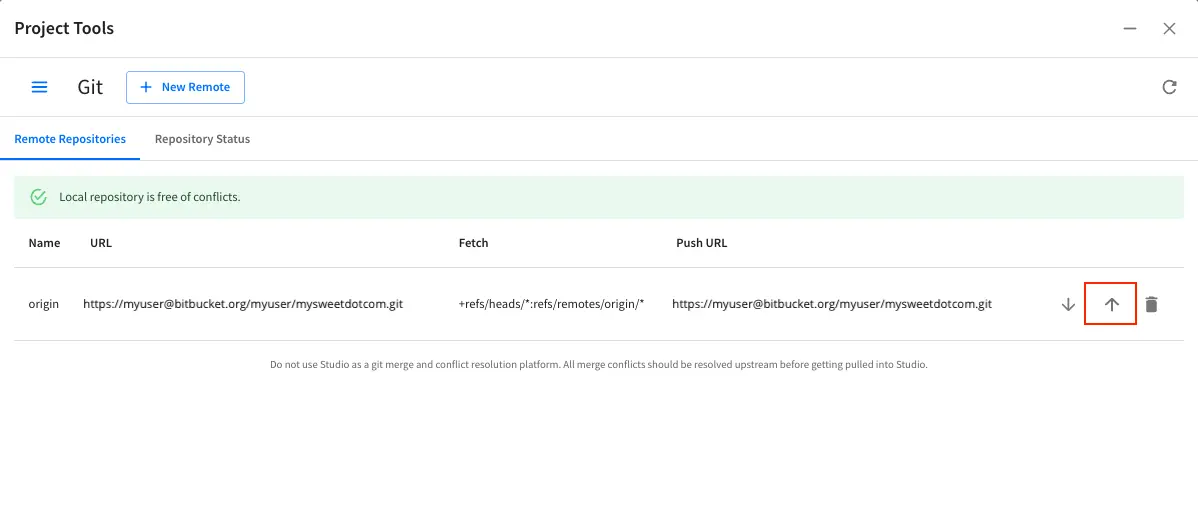 Project Tools
Git
New Remote
Remote Repositories Repository Status
Local repository is free of conflicts.
Name URL Fetch Push URL
origin https://myuser@bitbucket.org/myuser/mysweetdotcom.git +refs/heads/*:refs/remotes/origin/* https://myuser@bitbucket.org/myuser/mysweetdotcom.git
Do not use Studio as a git merge and conflict resolution platform. All merge conflicts should be resolved upstream before getting pulled into Studio.